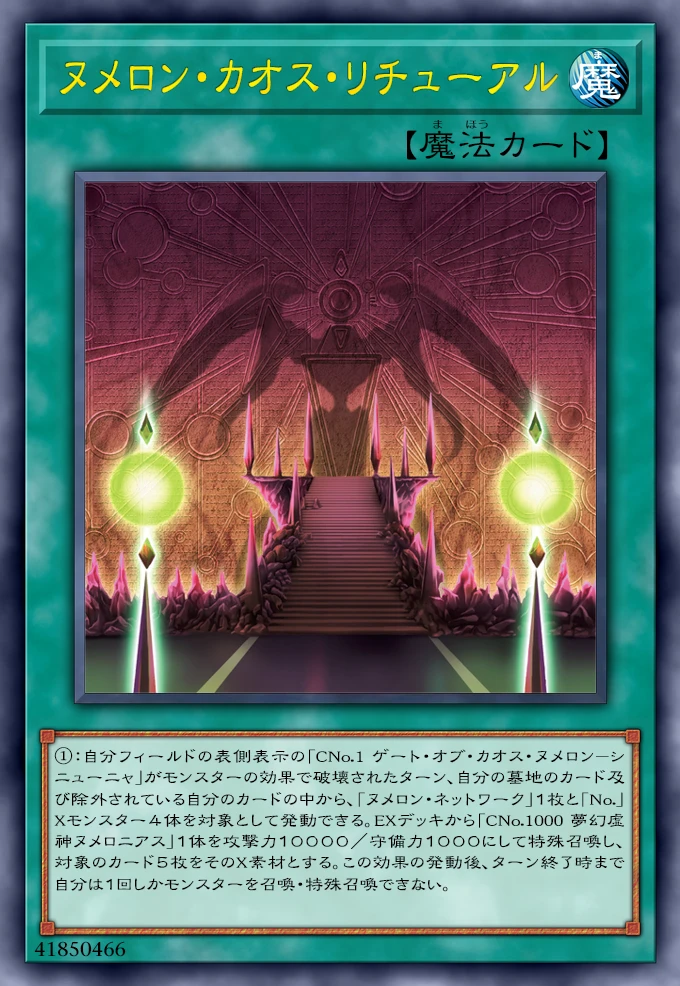 ヌメロン・カオス・リチューアル
ま
魔
ま ほう
【魔法カード】
①:自分フィールドの表側表示の「CNo.1 ゲート・オブ・カオス・ヌメロン-シ
ニューニャ」がモンスターの効果で破壊されたターン、自分の墓地のカード及
び除外されている自分のカードの中から、「ヌメロン・ネットワーク」1枚と「No.」
Xモンスター4体を対象として発動できる。EXデッキから「CNo.1000 夢幻虚
神ヌメロニアス」1体を攻撃力10000/守備力1000にして特殊召喚し、
対象のカード5枚をそのX素材とする。この効果の発動後、ターン終了時まで
自分は1回しかモンスターを召喚・特殊召喚できない。
41850466